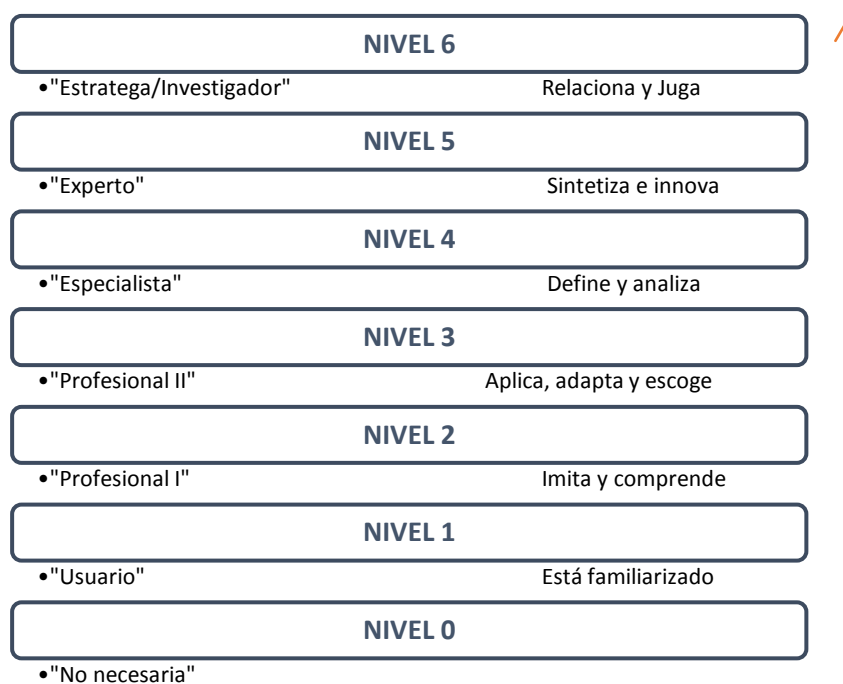 NIVEL 6
•"Estratega/Investigador" Relaciona y Juga
NIVEL 5
•"Experto" Sintetiza e innova
NIVEL 4
•"Especialista" Define y analiza
NIVEL 3
•"Profesional II" Aplica, adapta y escoge
NIVEL 2
•"Profesional I" Imita y comprende
NIVEL 1
•"Usuario" Está familiarizado
NIVEL 0
•"No necesaria"